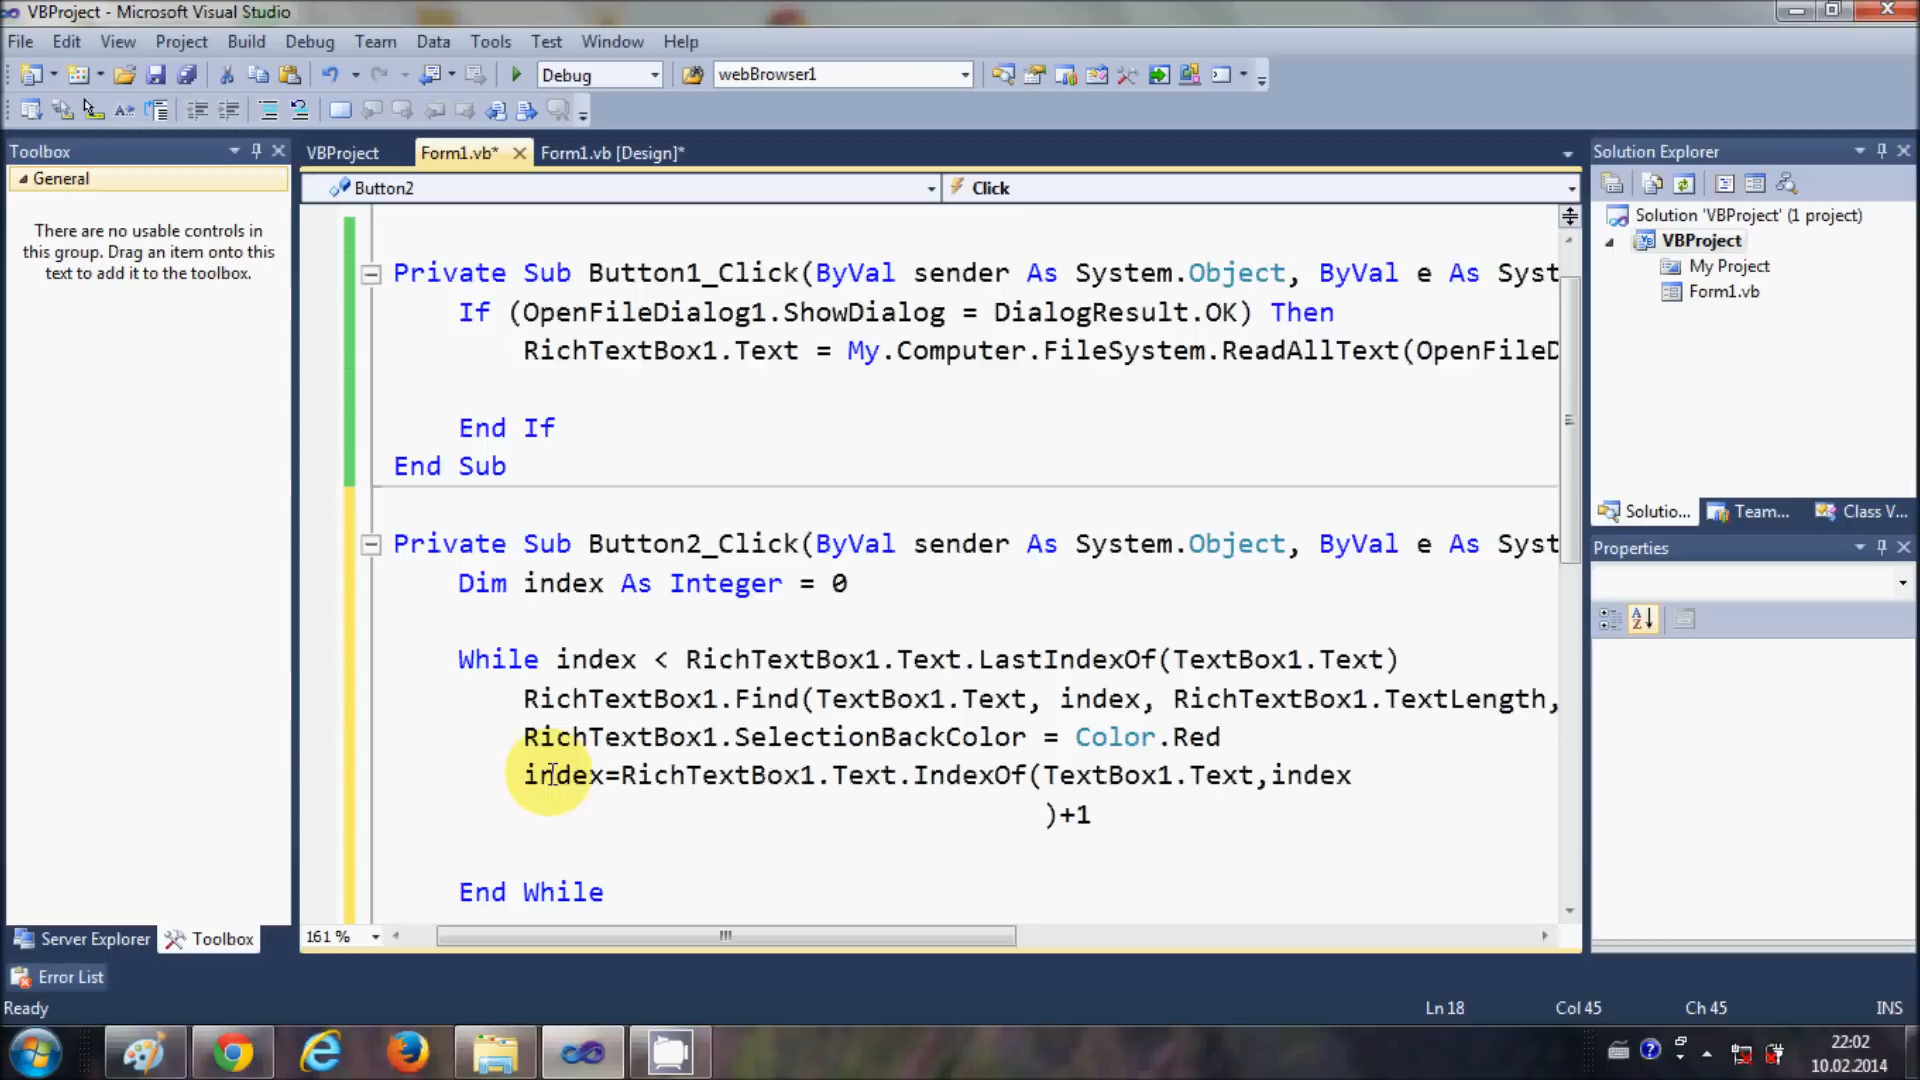 VBProject - Microsoft Visual Studio
File Edit View Project Build Debug Team Data Tools Test Window Help
Debug webBrowser1
Toolbox
General
There are no usable controls in
this group. Drag an item onto this
text to add it to the toolbox.
VBProject Form1.vb* Form1.vb [Design]*
Button2 Click
Private Sub Button1_Click(ByVal sender As System.Object, ByVal e As Syst
If (OpenFileDialog1.ShowDialog = DialogResult.OK) Then
RichTextBox1.Text = My.Computer.FileSystem.ReadAllText(OpenFileD
End If
End Sub
Private Sub Button2_Click(ByVal sender As System.Object, ByVal e As Syst
Dim index As Integer = 0
While index < RichTextBox1.Text.LastIndexOf(TextBox1.Text)
RichTextBox1.Find(TextBox1.Text, index, RichTextBox1.TextLength,
RichTextBox1.SelectionBackColor = Color.Red
index=RichTextBox1.Text.IndexOf(TextBox1.Text,index
)+1
End While
161 %
Solution Explorer
Solution 'VBProject' (1 project)
VBProject
My Project
Form1.vb
Solutio... Team... Class V...
Properties
Server Explorer Toolbox
Error List
Ready Ln 18 Col 45 Ch 45 INS
22:02
10.02.2014